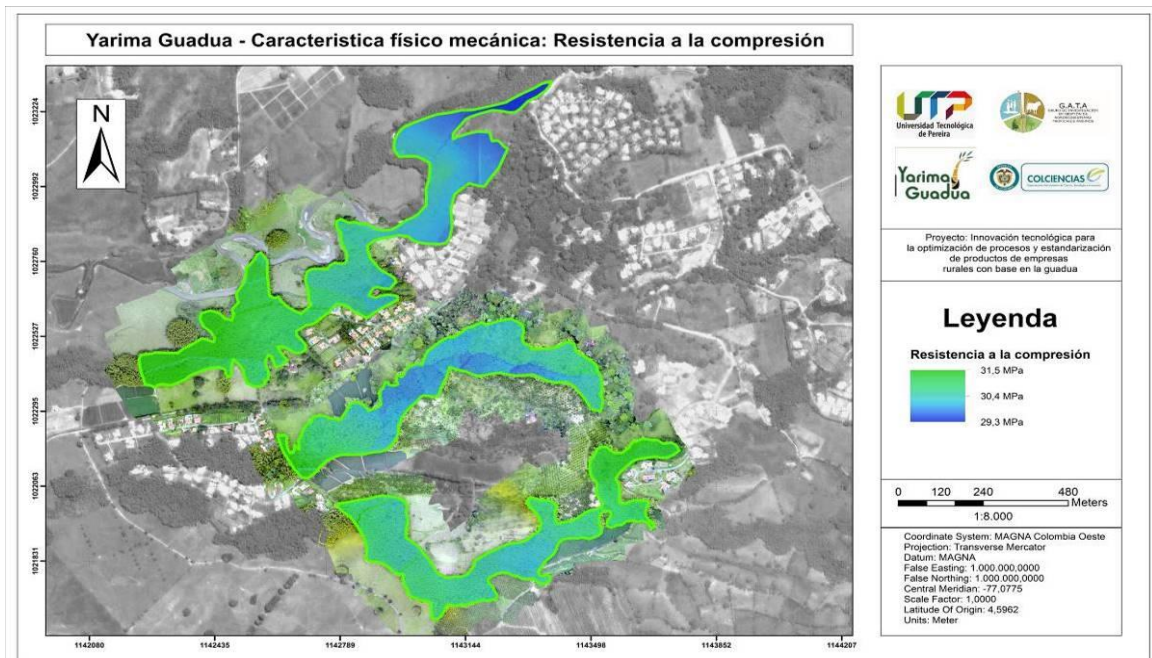 Yarima Guadua - Caracteristica físico mecánica: Resistencia a la compresión
N
1023224
1022992
1022760
1022527
1022295
1022063
1021831
1142080
1142435
1142789
1143144
1143498
1143852
1144207
UTP
Universidad Tecnológica
de Pereira
G.A.T.A
Yarima
Guadua
COLCIENCIAS
Proyecto: Innovación tecnológica para
la optimización de procesos y estandarización
de productos de empresas
rurales con base en la guadua
Leyenda
Resistencia a la compresión
31,5 MPa
30,4 MPa
29,3 MPa
0 120 240 480
Meters
1:8.000
Coordinate System: MAGNA Colombia Oeste
Projection: Transverse Mercator
Datum: MAGNA
False Easting: 1.000.000,0000
False Northing: 1.000.000,0000
Central Meridian: -77,0775
Scale Factor: 1,0000
Latitude Of Origin: 4,5962
Units: Meter